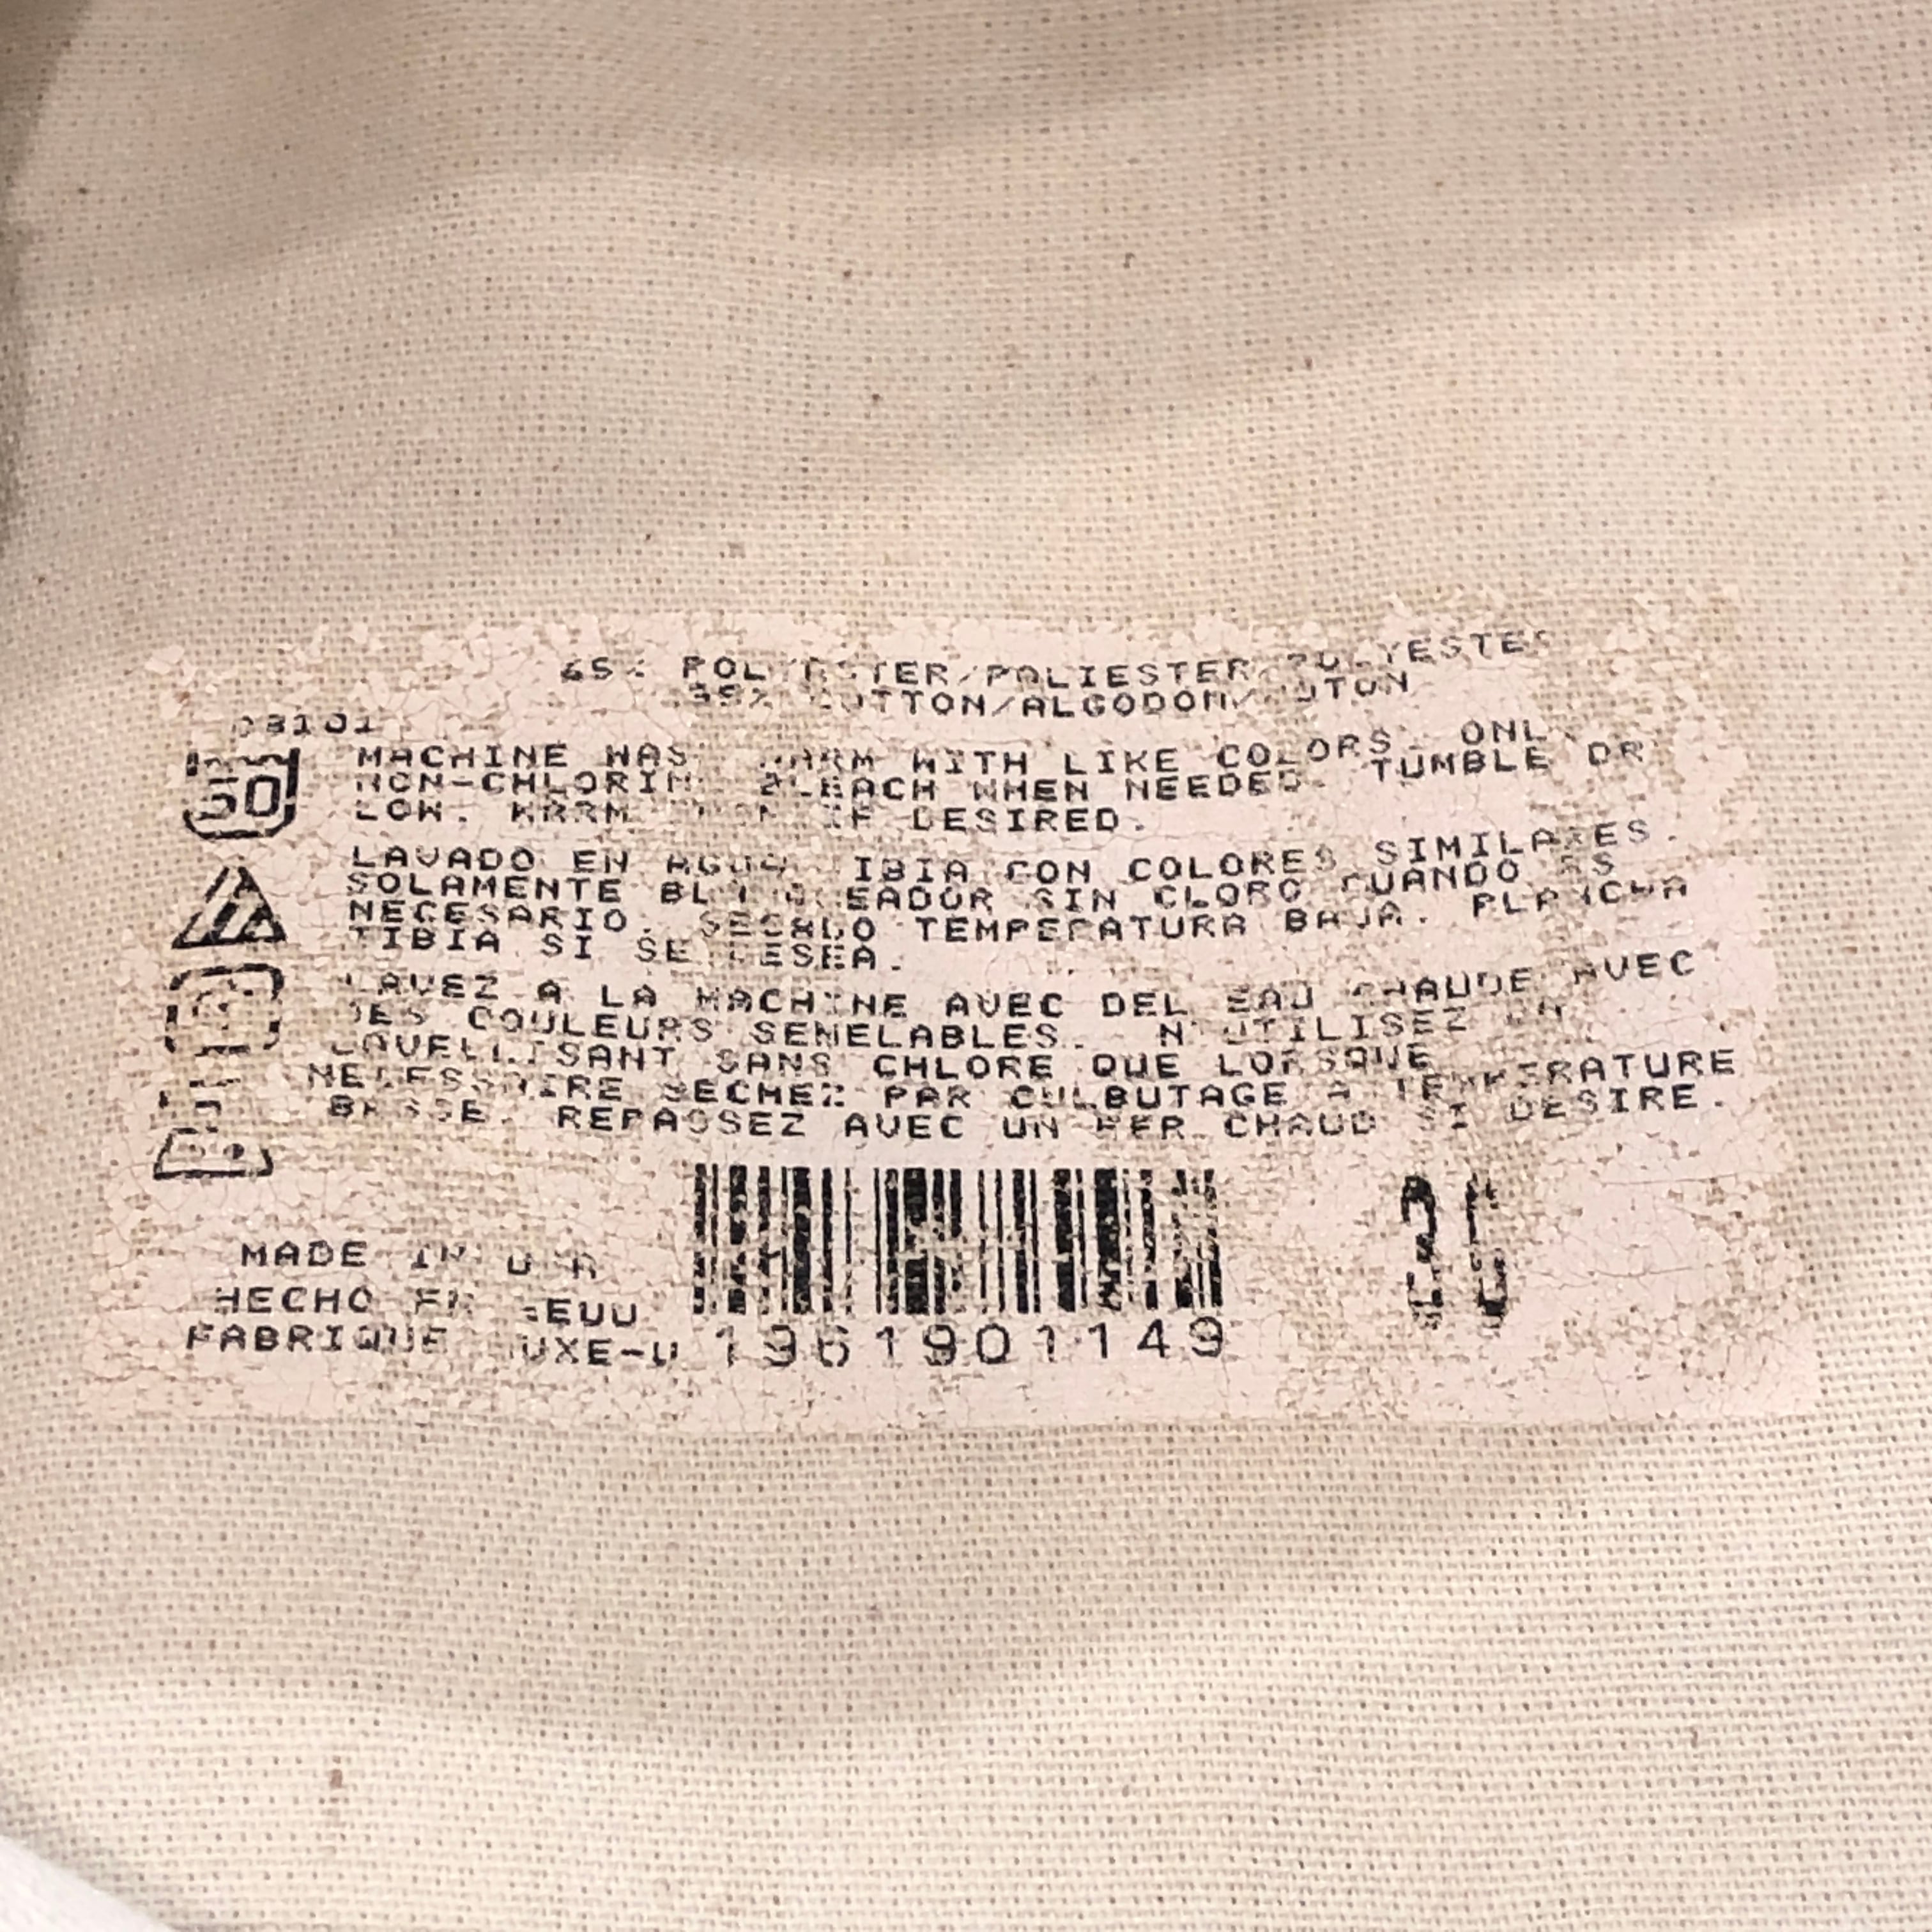 65% POLYESTER/POLIESTER/POLYESTER
35% COTTON/ALGODON/COTON
08101
50
MACHINE WASH WARM WITH LIKE COLORS. ONLY
NON-CHLORINE BLEACH WHEN NEEDED. TUMBLE DR
LOW. WARM IRON IF DESIRED.
LAVADO EN AGUA TIBIA CON COLORES SIMILARES.
SOLAMENTE BLANQUEADOR SIN CLORO CUANDO ES
NECESARIO. SECADO TEMPERATURA BAJA. PLANCHA
TIBIA SI SE DESEA.
LAVEZ A LA MACHINE AVEC DEL EAU CHAUDE AVEC
DES COULEURS SEMELABLES. N UTILISEZ UN
SANS CHLORE QUE LORSQUE
NECESSAIRE SECHEZ PAR CULBUTAGE A TEMPERATURE
BASSE. REPASSEZ AVEC UN FER CHAUD SI DESIRE.
MADE IN U
HECHO EN EEUU
FABRIQUE
1961901149